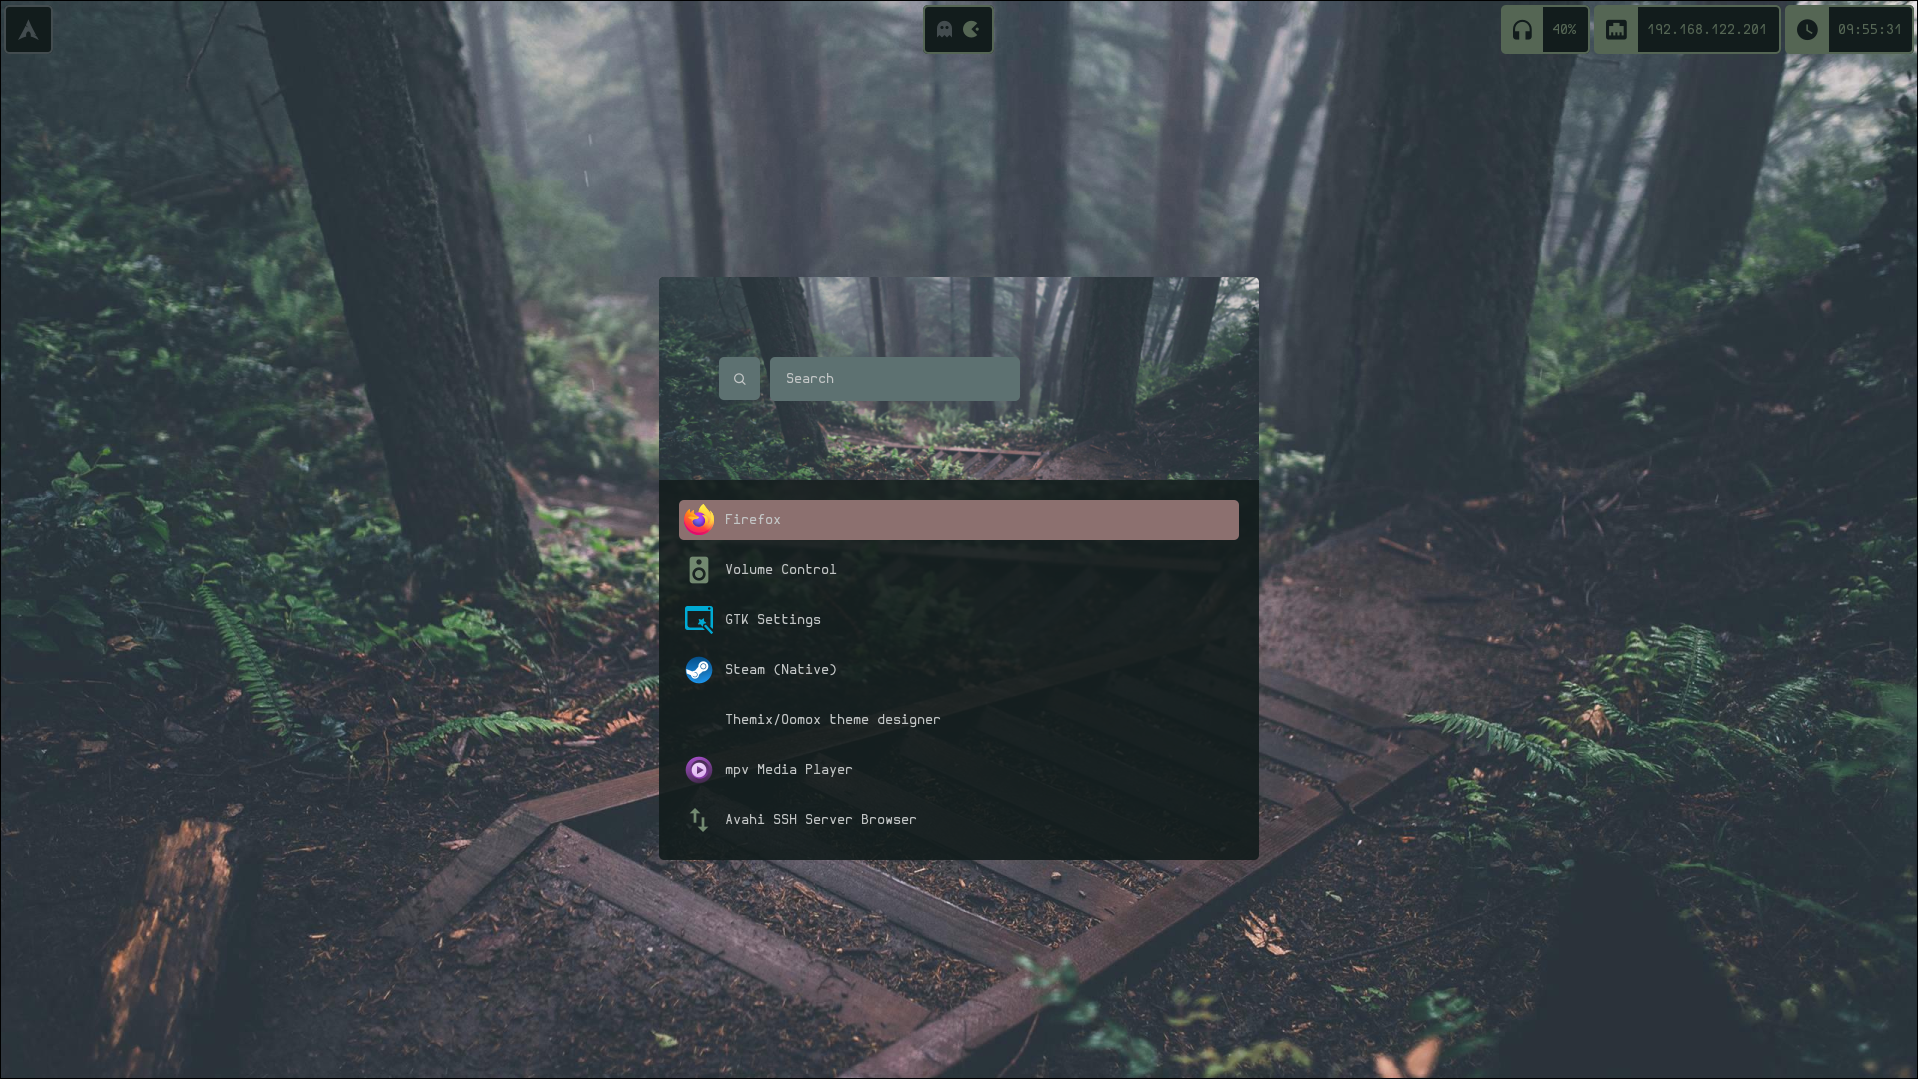 40%
192.168.122.201
09:55:31
Search
Firefox
Volume Control
GTK Settings
Steam (Native)
Themix/Oomox theme designer
mpv Media Player
Avahi SSH Server Browser